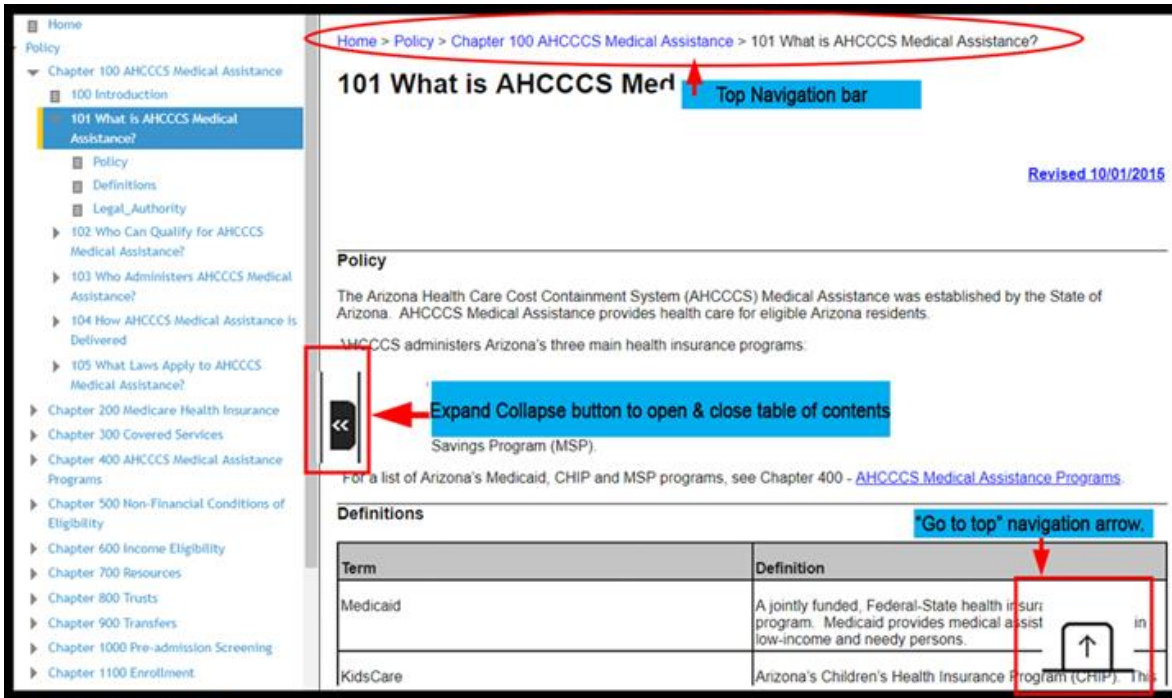 Home
Policy
Chapter 100 AHCCCS Medical Assistance
100 Introduction
101 What is AHCCCS Medical
Assistance?
Policy
Definitions
Legal_Authority
102 Who Can Qualify for AHCCCS
Medical Assistance?
103 Who Administers AHCCCS Medical
Assistance?
104 How AHCCCS Medical Assistance is
Delivered
105 What Laws Apply to AHCCCS
Medical Assistance?
Chapter 200 Medicare Health Insurance
Chapter 300 Covered Services
Chapter 400 AHCCCS Medical Assistance
Programs
Chapter 500 Non-Financial Conditions of
Eligibility
Chapter 600 Income Eligibility
Chapter 700 Resources
Chapter 800 Trusts
Chapter 900 Transfers
Chapter 1000 Pre-admission Screening
Chapter 1100 Enrollment
Home > Policy > Chapter 100 AHCCCS Medical Assistance > 101 What is AHCCCS Medical Assistance?
101 What is AHCCCS Med
Top Navigation bar
Revised 10/01/2015
Policy
The Arizona Health Care Cost Containment System (AHCCCS) Medical Assistance was established by the State of
Arizona. AHCCCS Medical Assistance provides health care for eligible Arizona residents.
AHCCCS administers Arizona's three main health insurance programs:
<<
Expand Collapse button to open & close table of contents
Savings Program (MSP).
For a list of Arizona's Medicaid, CHIP and MSP programs, see Chapter 400 - AHCCCS Medical Assistance Programs.
Definitions
"Go to top" navigation arrow.
Term Definition
Medicaid A jointly funded, Federal-State health insura
program. Medicaid provides medical assist in
low-income and needy persons.
KidsCare Arizona's Children's Health Insurance Program (CHIP). This